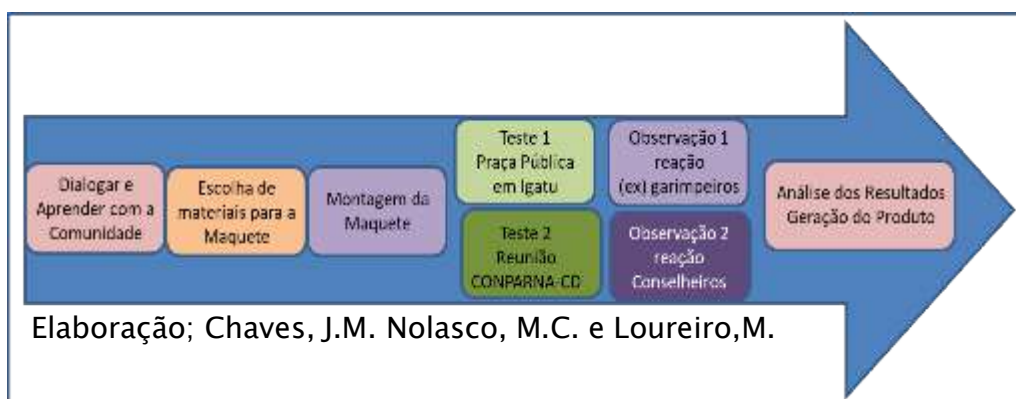 Dialogar e
Aprender com a
Comunidade
Escolha de
materiais para a
Maquete
Montagem da
Maquete
Teste 1
Praça Pública
em Igatu
Teste 2
Reunião
CONPARNA-CD
Observação 1
reação
(ex) garimpeiros
Observação 2
reação
Conselheiros
Análise dos Resultados
Geração do Produto
Elaboração; Chaves, J.M. Nolasco, M.C. e Loureiro,M.